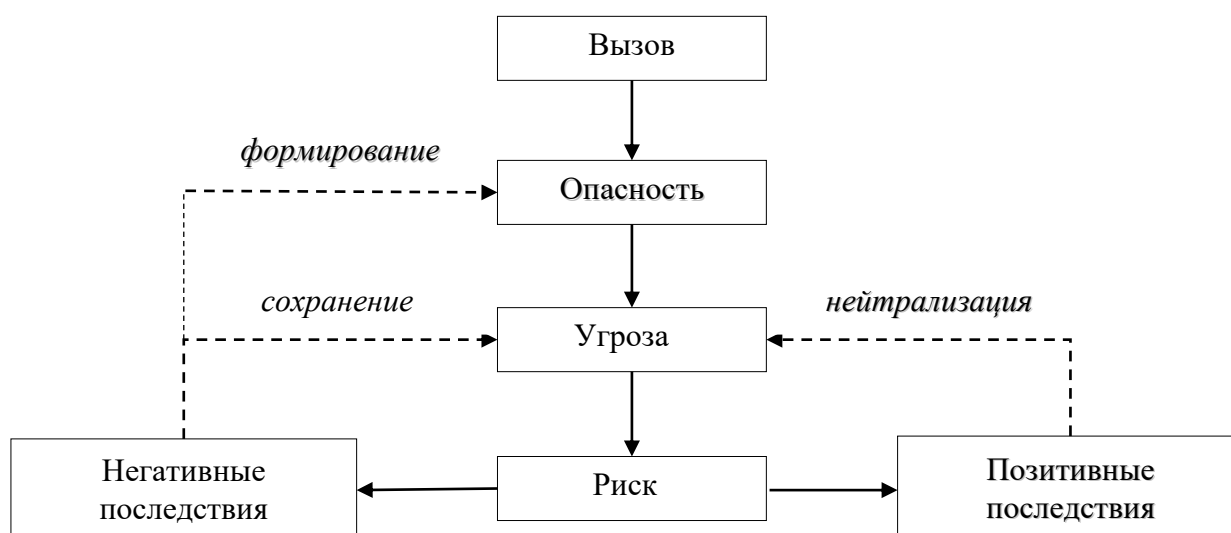 Вызов
формирование
Опасность
сохранение
нейтрализация
Угроза
Негативные
последствия
Риск
Позитивные
последствия